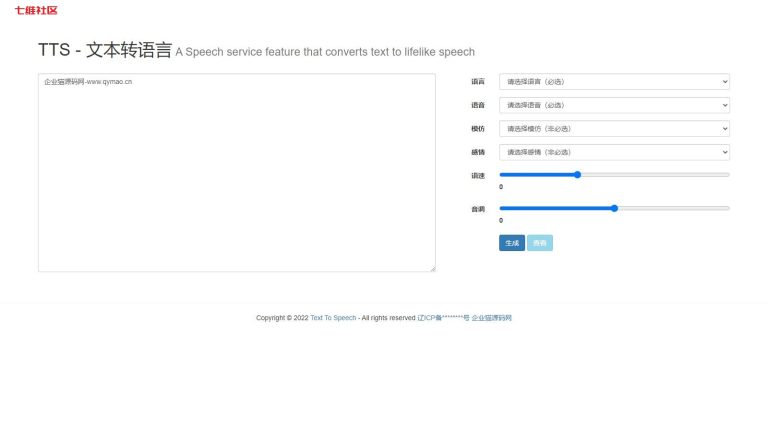 七维社区
TTS - 文本转语言 A Speech service feature that converts text to lifelike speech
企业猫源码网-www.qymao.cn
语言 请选择语言（必选）
语音 请选择语音（必选）
模仿 请选择模仿（非必选）
感情 请选择感情（非必选）
语速
0
音调
0
生成 查看
Copyright © 2022 Text To Speech - All rights reserved 辽ICP备********号 企业猫源码网